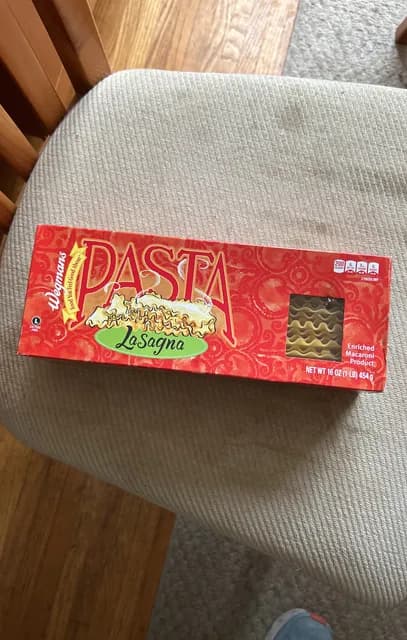 Wegmans
PASTA
LaSagna
Enriched
Macaroni
Product
NET WT 16 OZ (1 LB) 454g